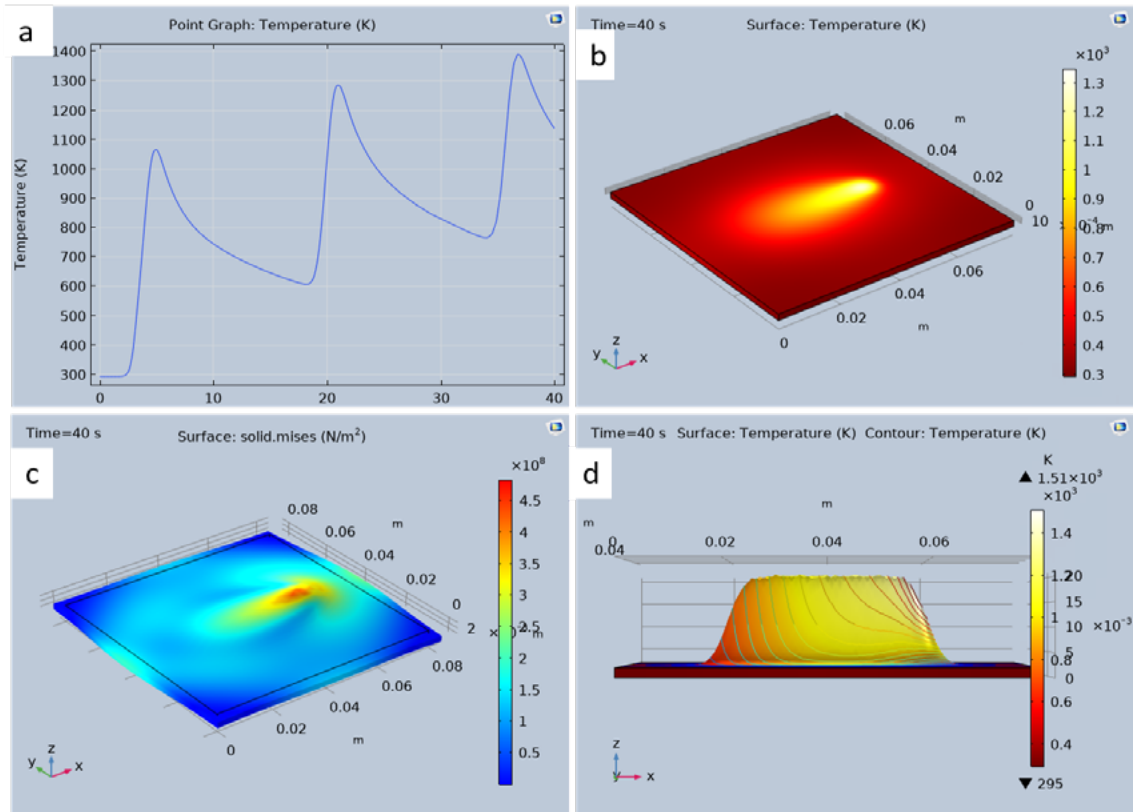 a
Point Graph: Temperature (K)
Temperature (K)
1400
1300
1200
1100
1000
900
800
700
600
500
400
300
0
10
20
30
40
b
Time=40 s
Surface: Temperature (K)
×10³
1.3
1.2
1.1
1
0.9
0.8
0.7
0.6
0.5
0.4
0.3
0.06
m
0.04
0.02
0
10
m
0.06
0.04
m
0.02
0
y
z
x
c
Time=40 s
Surface: solid.mises (N/m²)
×10⁸
4.5
4
3.5
3
2.5
2
1.5
1
0.5
0.08
0.06
m
0.04
0.02
0
2
m
0.08
0.06
0.04
m
0.02
0
y
z
x
d
Time=40 s Surface: Temperature (K) Contour: Temperature (K)
K
▲ 1.51×10³
×10³
m
m
0.04
0
0.02
0.04
0.06
1.4
20
15
10
×10⁻³
5
0
0.8
0.6
0.4
▼ 295
z
y
x